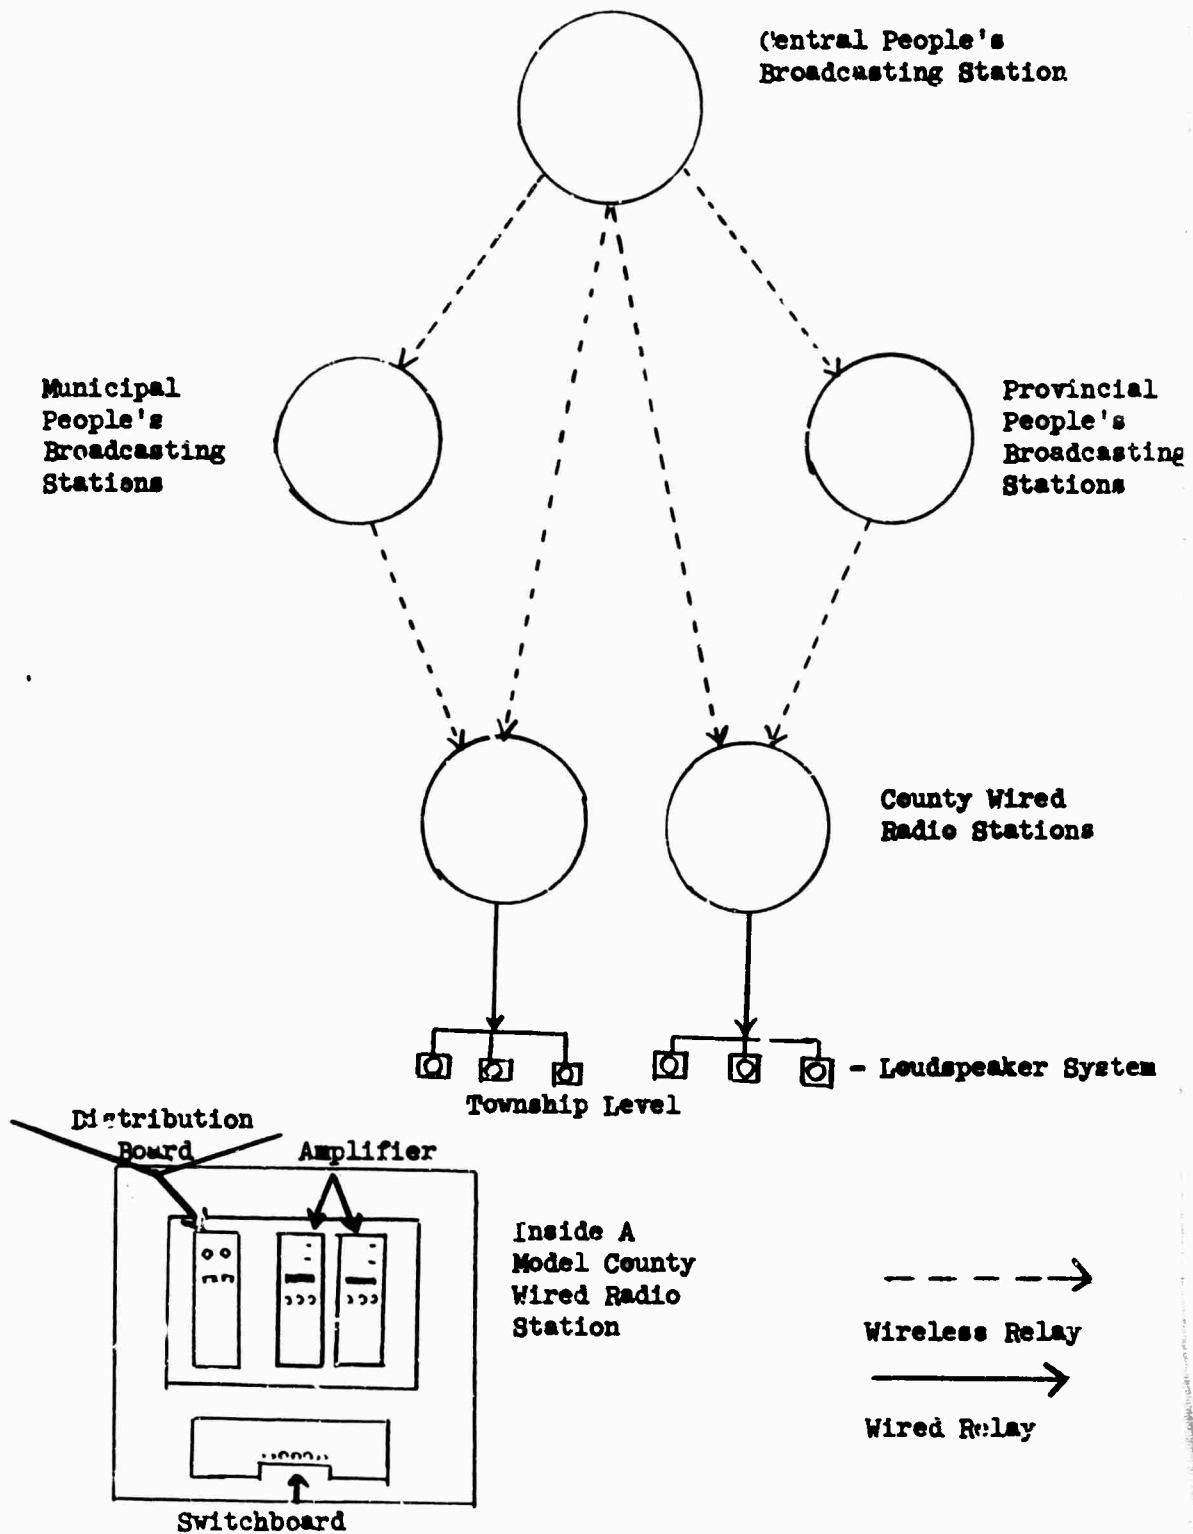 Central People's
Broadcasting Station
Municipal
People's
Broadcasting
Stations
Provincial
People's
Broadcasting
Stations
County Wired
Radio Stations
- Loudspeaker System
Township Level
Distribution
Board
Amplifier
Inside A
Model County
Wired Radio
Station
Wireless Relay
Wired Relay
Switchboard